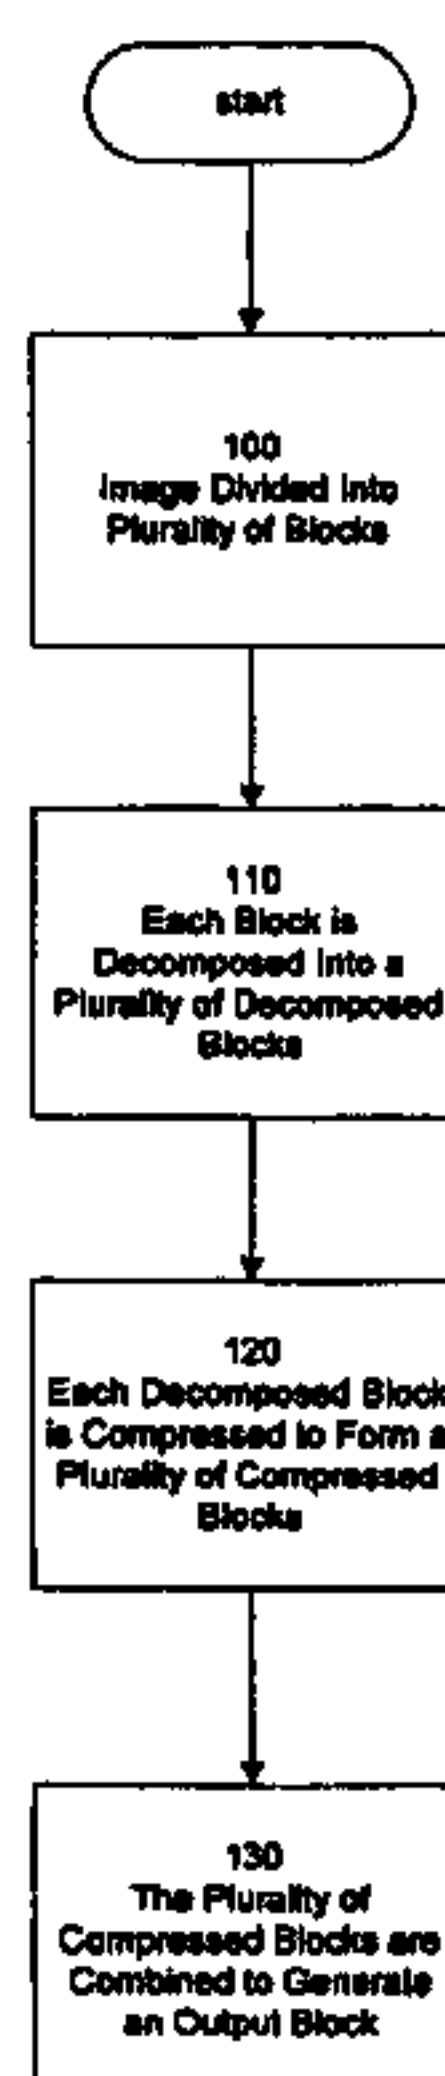 start
100
Image Divided Into
Plurality of Blocks
110
Each Block is
Decomposed Into a
Plurality of Decomposed
Blocks
120
Each Decomposed Block
is Compressed to Form a
Plurality of Compressed
Blocks
130
The Plurality of
Compressed Blocks are
Combined to Generate
an Output Block